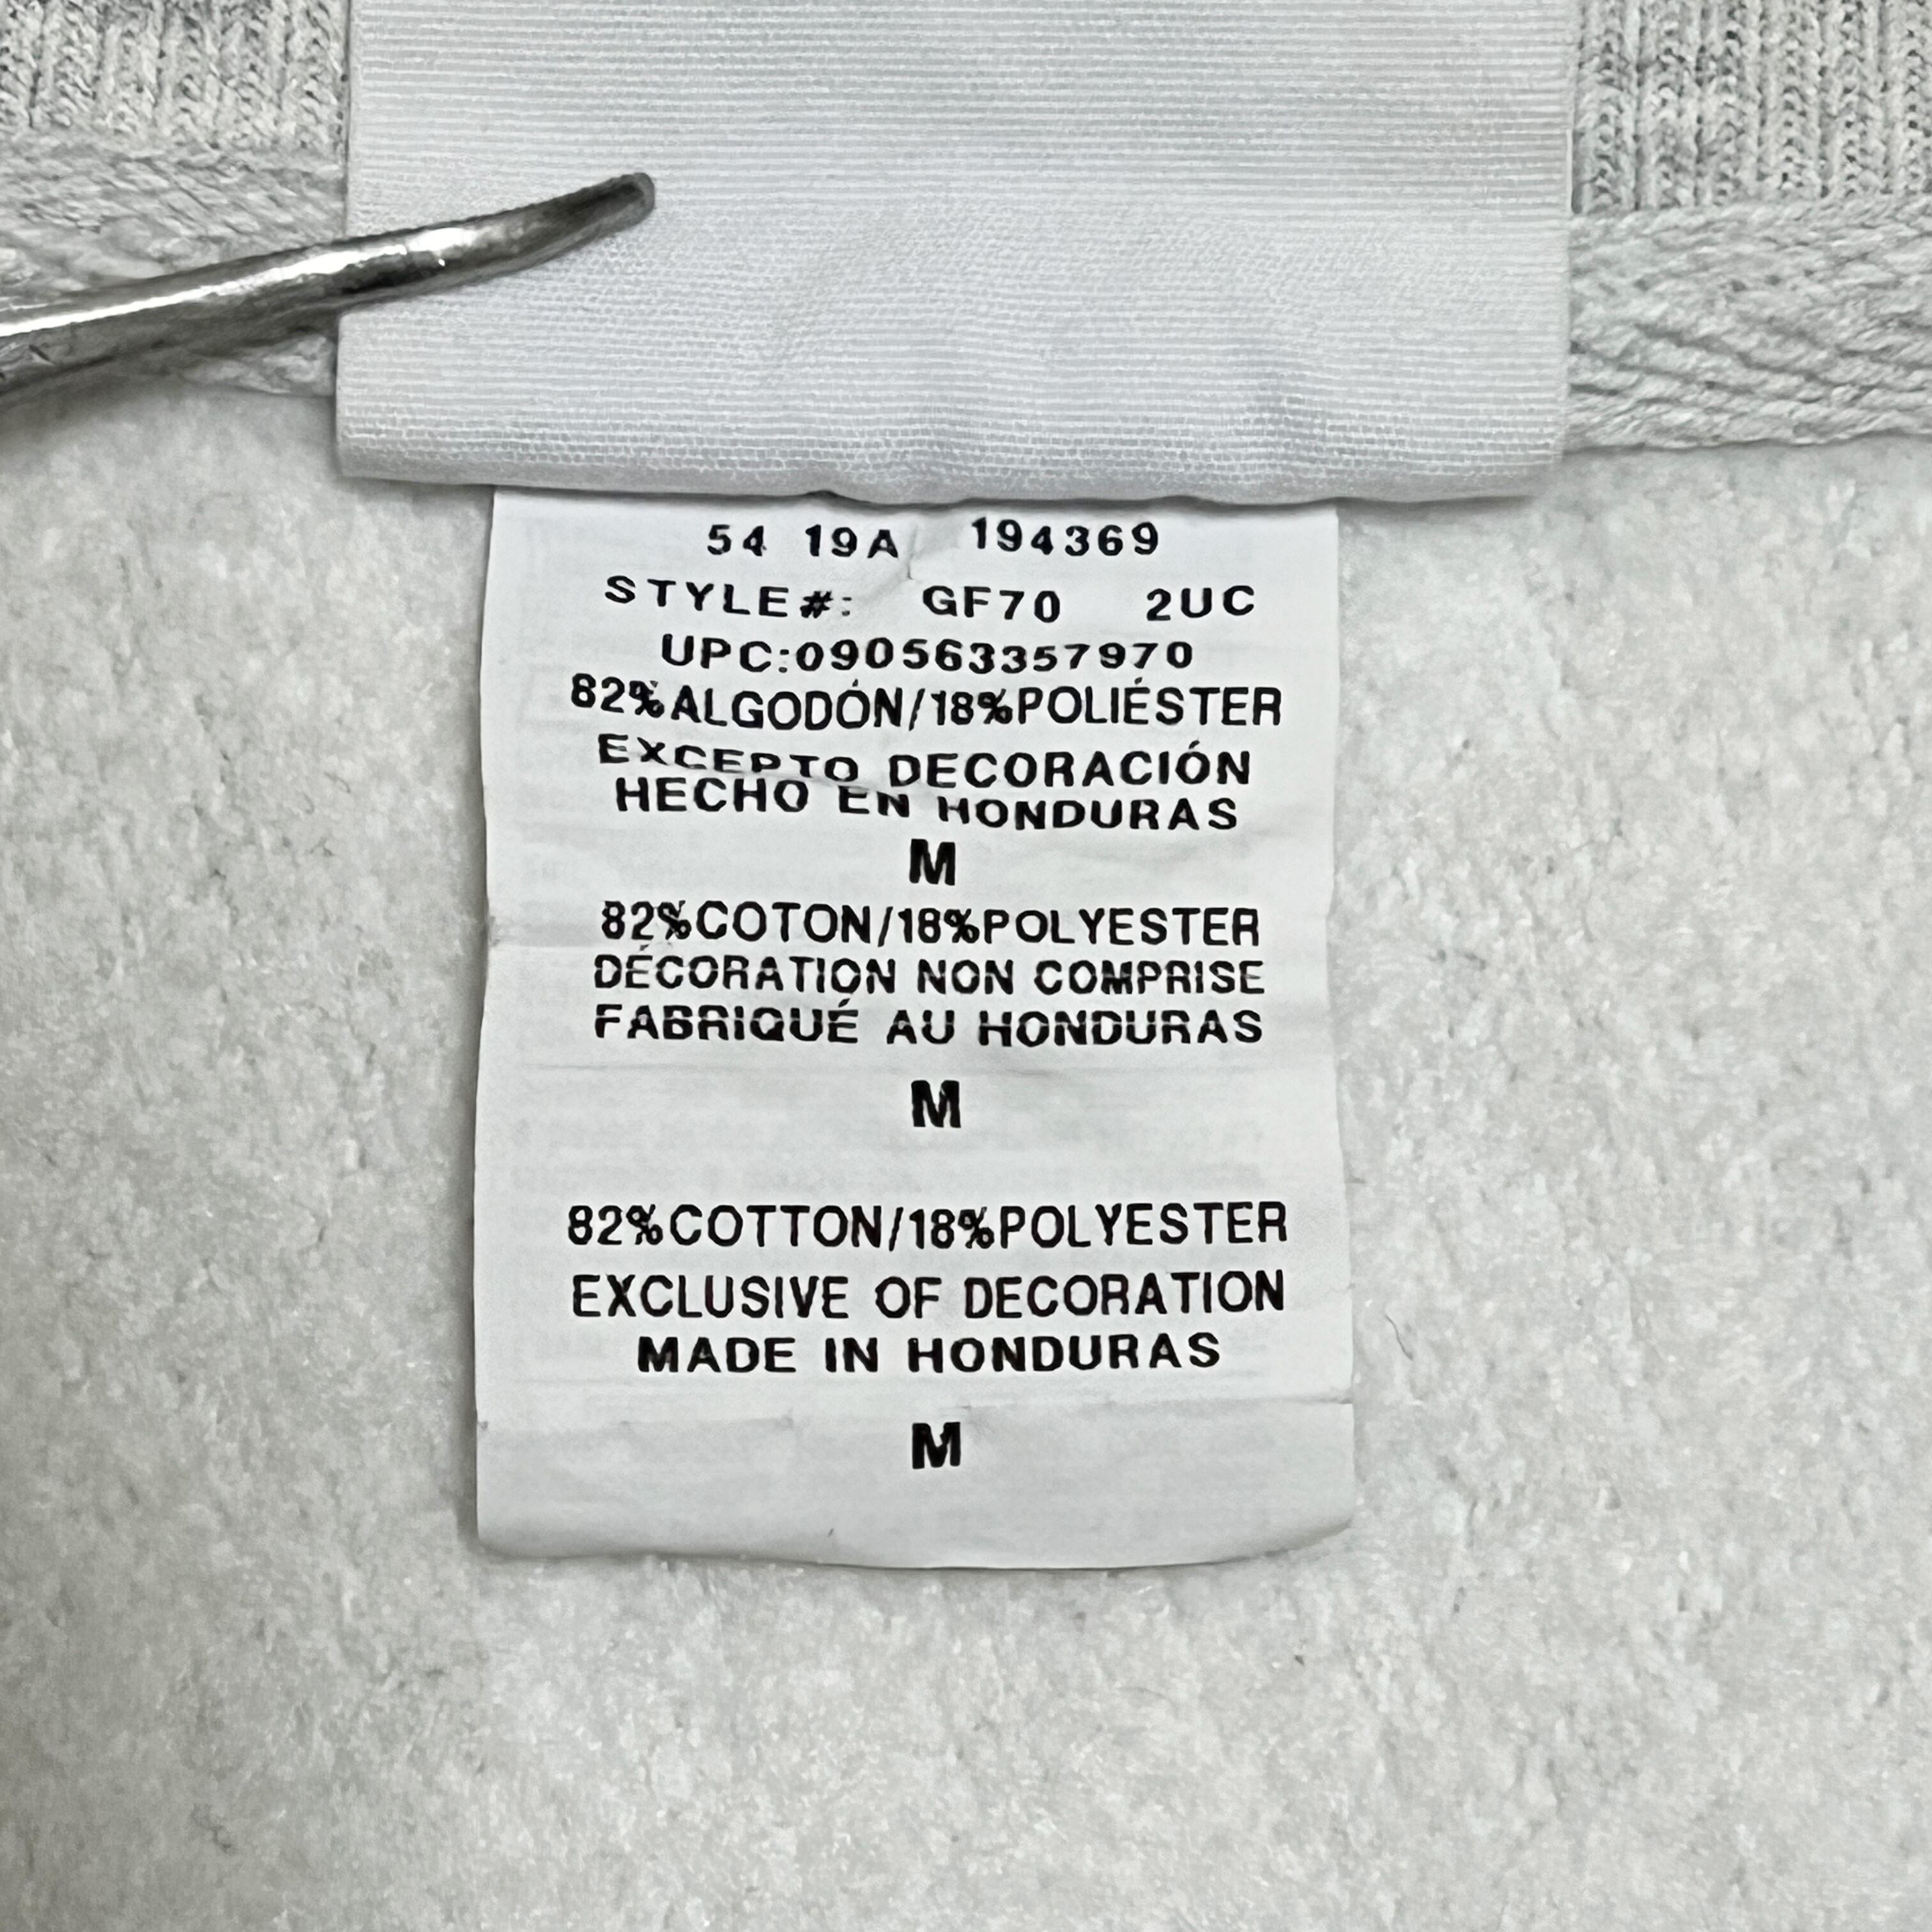 54 19A 194369
STYLE#: GF70 2UC
UPC:090563357970
82%ALGODÓN/18%POLIÉSTER
EXCEPTO DECORACIÓN
HECHO EN HONDURAS
M
82%COTON/18%POLYESTER
DÉCORATION NON COMPRISE
FABRIQUÉ AU HONDURAS
M
82%COTTON/18%POLYESTER
EXCLUSIVE OF DECORATION
MADE IN HONDURAS
M